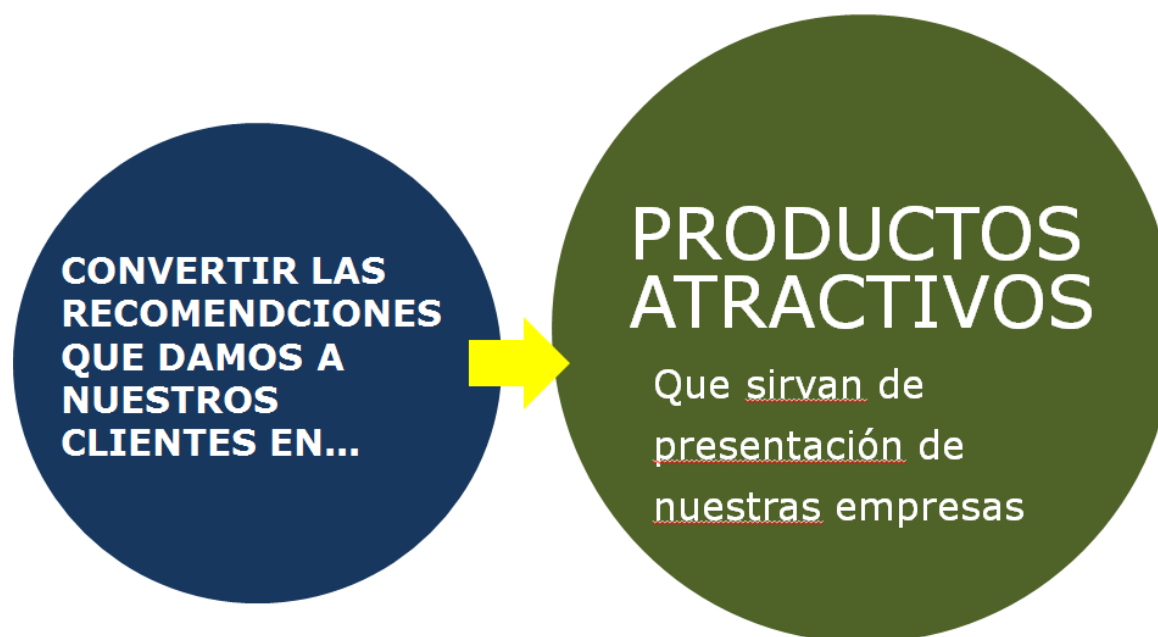 CONVERTIR LAS
RECOMENDCIONES
QUE DAMOS A
NUESTROS
CLIENTES EN...
PRODUCTOS
ATRACTIVOS
Que sirvan de
presentación de
nuestras empresas